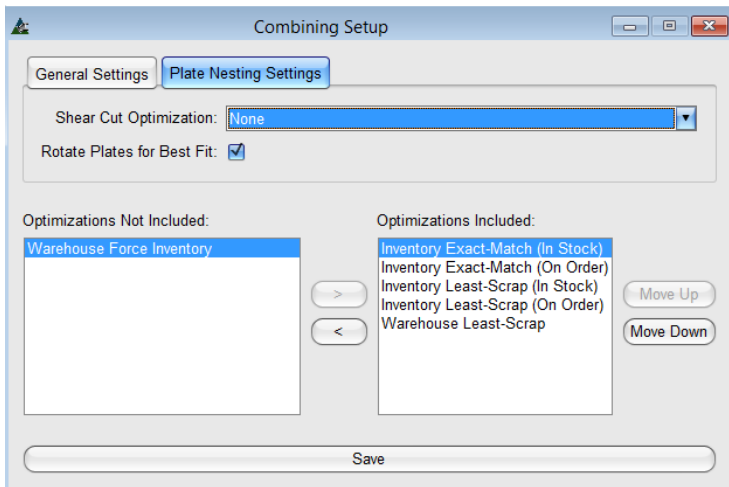 Combining Setup
General Settings
Plate Nesting Settings
Shear Cut Optimization:
None
Rotate Plates for Best Fit:
Optimizations Not Included:
Warehouse Force Inventory
>
<
Optimizations Included:
Inventory Exact-Match (In Stock)
Inventory Exact-Match (On Order)
Inventory Least-Scrap (In Stock)
Inventory Least-Scrap (On Order)
Warehouse Least-Scrap
Move Up
Move Down
Save